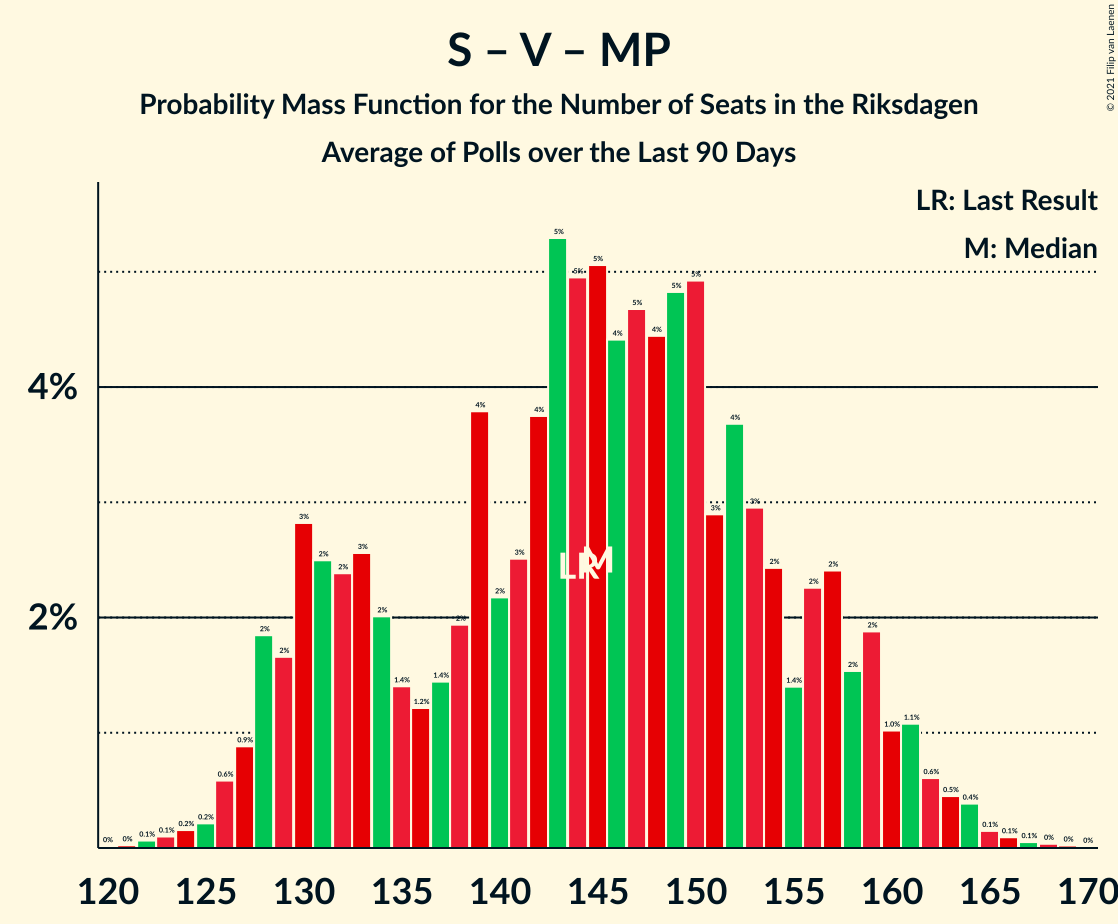 S – V – MP
Probability Mass Function for the Number of Seats in the Riksdagen
Average of Polls over the Last 90 Days
© 2021 Filip van Laenen
LR: Last Result
M: Median
4%
2%
0% 0% 0.1% 0.1% 0.2% 0.2% 0.6% 0.9% 2% 2% 3% 2% 2% 3% 2% 1.4% 1.2% 1.4% 2% 4% 2% 3% 4% 5% 5% 5% 4% 5% 4% 5% 5% 3% 4% 3% 2% 1.4% 2% 2% 2% 2% 1.0% 1.1% 0.6% 0.5% 0.4% 0.1% 0.1% 0.1% 0% 0% 0%
LR M
120 125 130 135 140 145 150 155 160 165 170